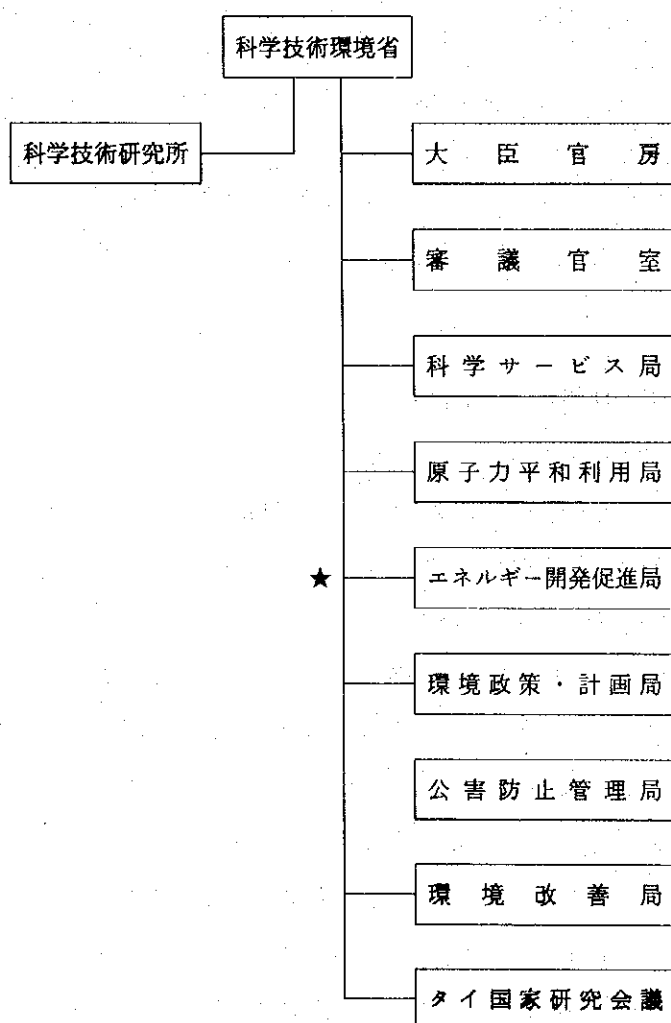 科学技術環境省
科学技術研究所
大臣官房
審議官室
科学サービス局
原子力平和利用局
★
エネルギー開発促進局
環境政策・計画局
公害防止管理局
環境改善局
タイ国家研究会議